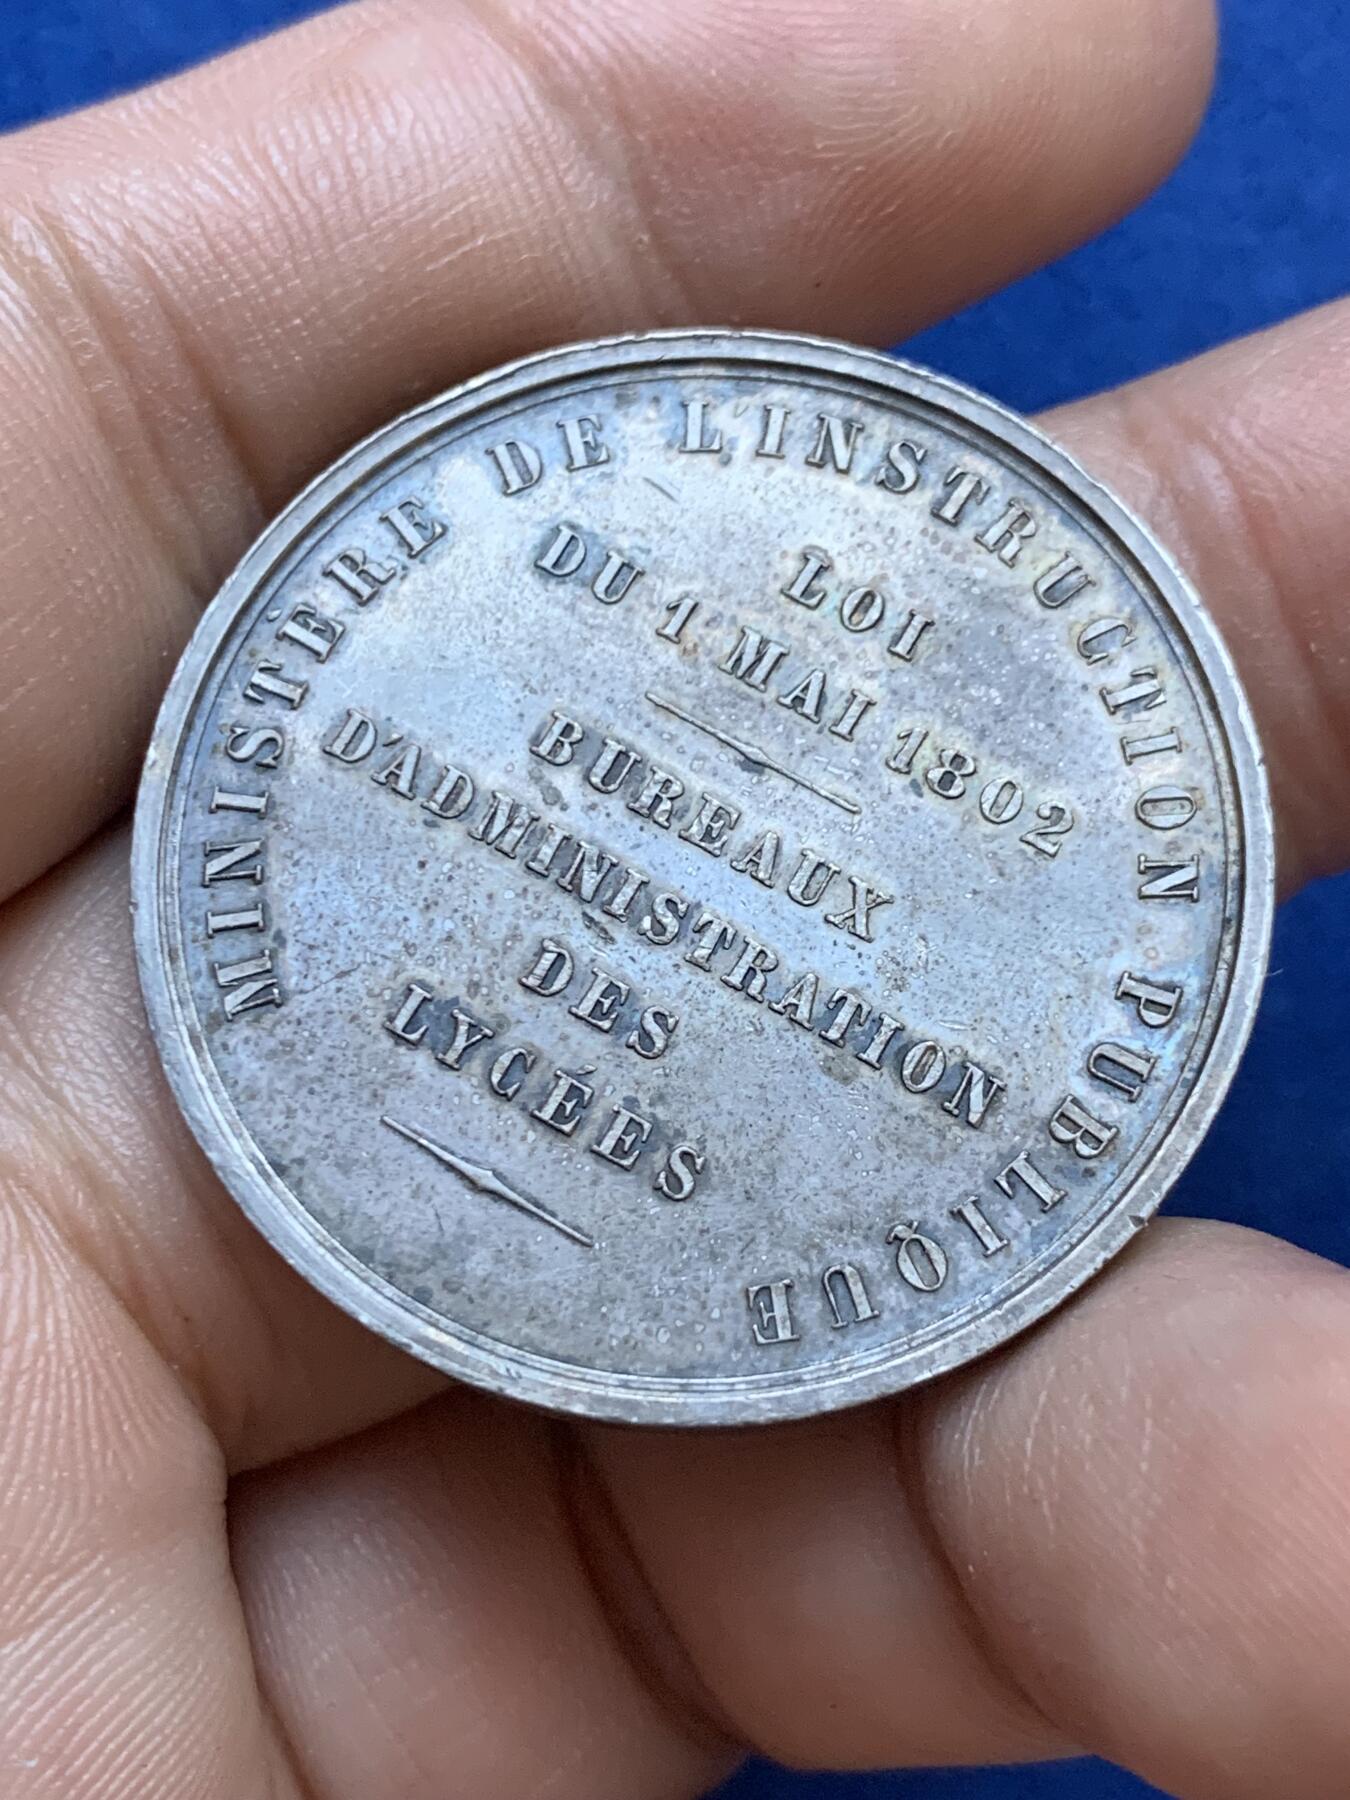 MINISTÈRE DE L'INSTRUCTION PUBLIQUE
LOI
DU 1 MAI 1802
BUREAUX
D'ADMINISTRATION
DES
LYCÉES